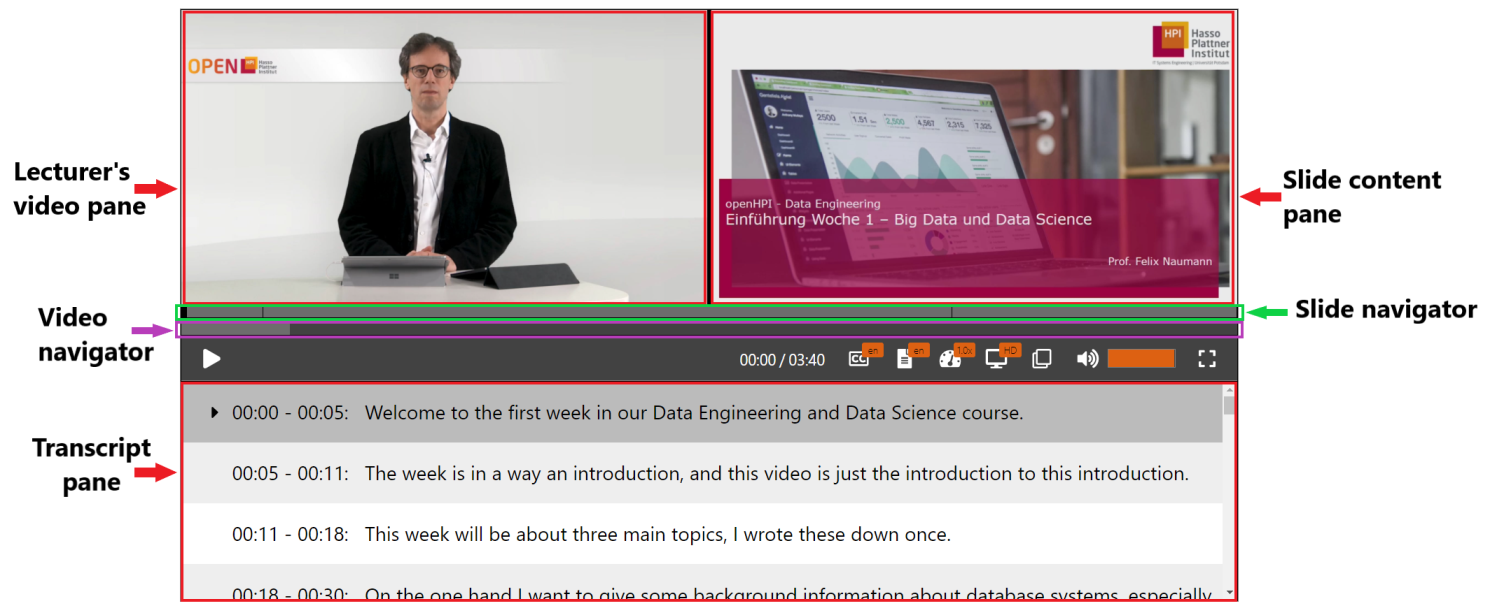 OPEN HPI Hasso
Plattner
Institut
HPI Hasso
Plattner
Institut
IT Systems Engineering | Universität Potsdam
2500
1.51
2,500
4,567
2,315
7,325
openHPI - Data Engineering
Einführung Woche 1 – Big Data und Data Science
Prof. Felix Naumann
Lecturer's
video pane
Slide content
pane
Video
navigator
Slide navigator
00:00 / 03:40 CC en en 1.0x HD
Transcript
pane
00:00 - 00:05: Welcome to the first week in our Data Engineering and Data Science course.
00:05 - 00:11: The week is in a way an introduction, and this video is just the introduction to this introduction.
00:11 - 00:18: This week will be about three main topics, I wrote these down once.
00:18 - 00:30: On the one hand I want to give some background information about database systems, especially